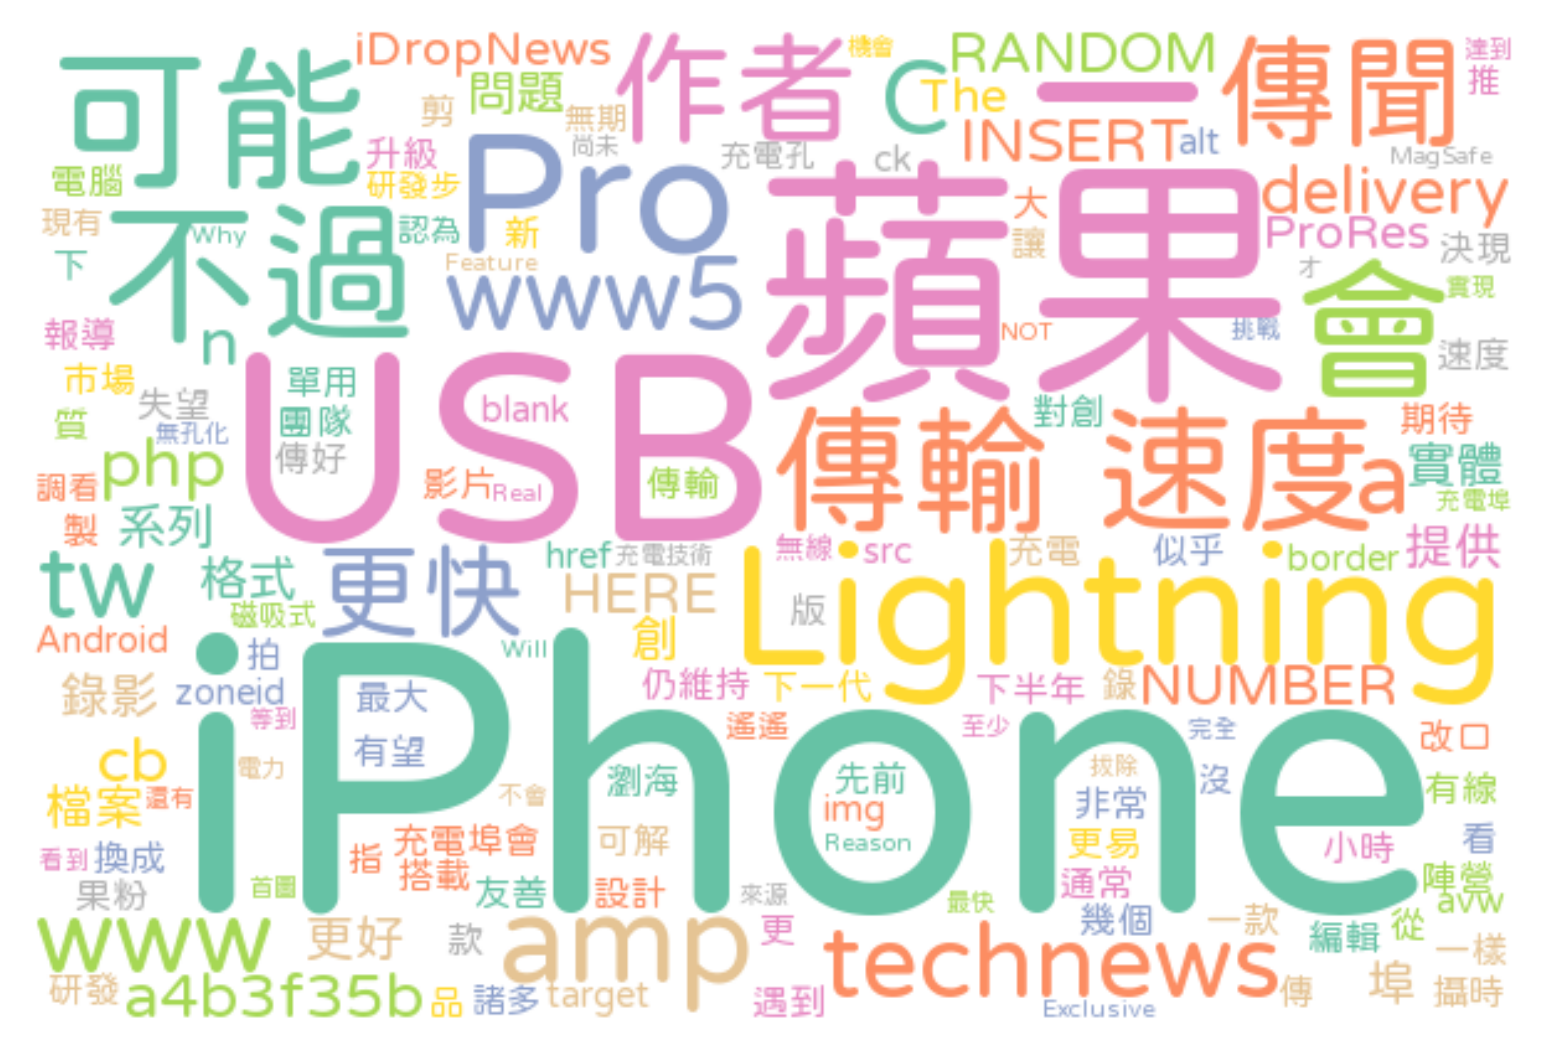 iDropNews 作者 機會 RANDOM 傳聞 達到
可能 剪 問題 無期 C The 一 推
升級 尚未 充電孔 ck INSERT alt MagSafe
電腦 研發步 Pro 蘋果 大 delivery
現有 不過 Why 認為 新 讓 ProRes 決現
下 Feature www5 才 會 實現
報導 n NOT 挑戰 速度
市場 失望 單用 USB blank 對創 期待
質 無孔化 團隊 傳輸 速度 實體
php 傳好 a
調看 影片 Real 傳輸 充電埠
製 系列 href 充電技術 無線 src 充電 似乎 border 提供
tw 格式 更快 HERE 版 Lightning
磁吸式 創
Android 拍 Will 仍維持 下一代 下半年 錄 NUMBER
錄影 zoneid 最大 iPhone
等到 遙遙 至少 完全 改口
cb 電力 有望 不會 瀏海 先前 拔除 沒 有線
檔案 還有 img 非常
看到 換成 指 充電埠會 可解 Reason 更易 小時 看
果粉 首圖 搭載 友善 設計 來源 最快 通常 陣營
www 更好 款 amp 更 technews 幾個 一款 編輯 從 avw
一樣
研發 a4b3f35b 品 諸多 target 遇到 Exclusive 傳 埠 攝時